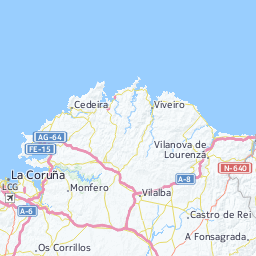 Cedeira
Viveiro
AG-64
FE-15
Vilanova de
Lourenzá
N-640
La Coruña
LCG
A-8
Monfero
Vilalba
A-6
Castro de Rei
Os Corrillos
A Fonsagrada